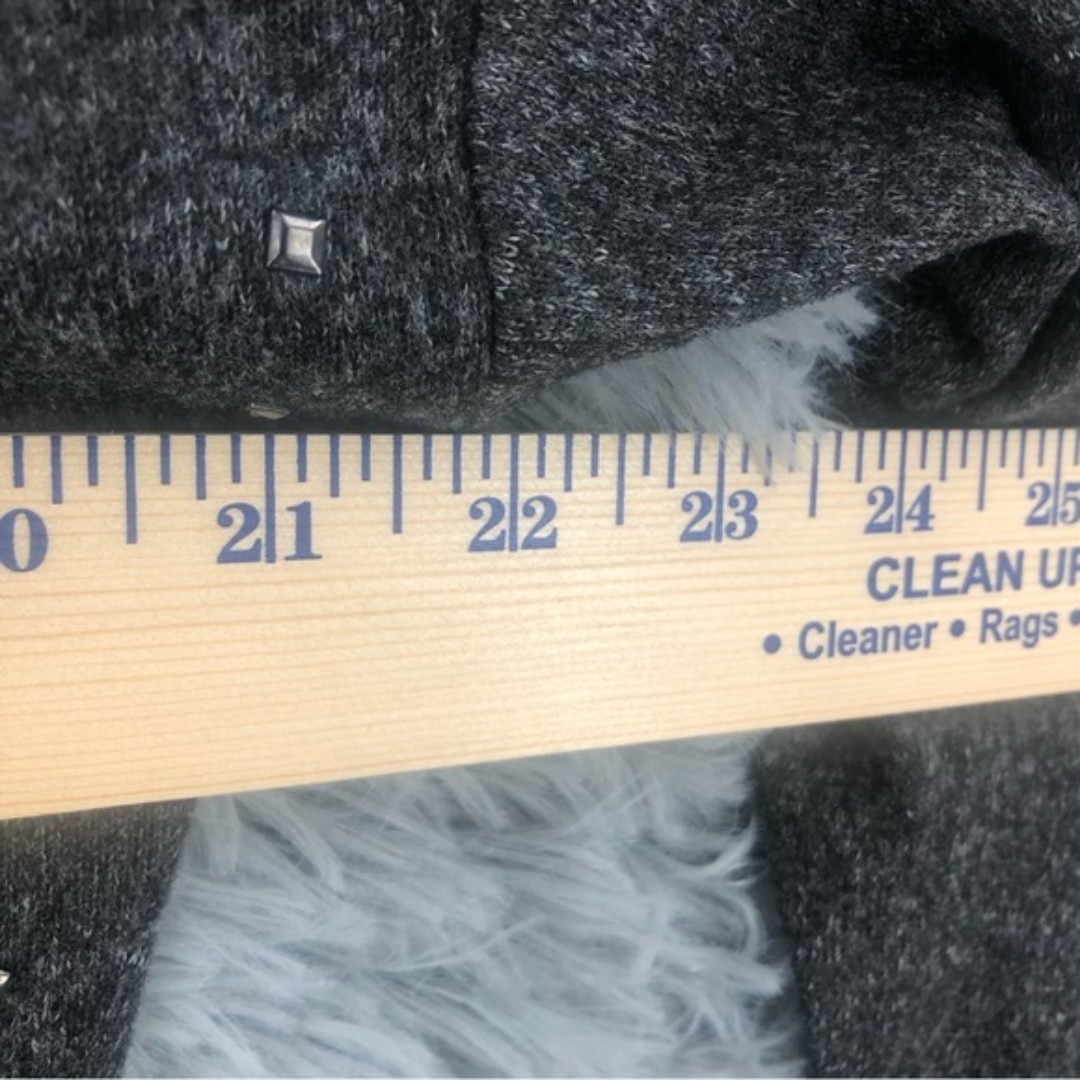 0 21 22 23 24 25
CLEAN UP
• Cleaner • Rags •